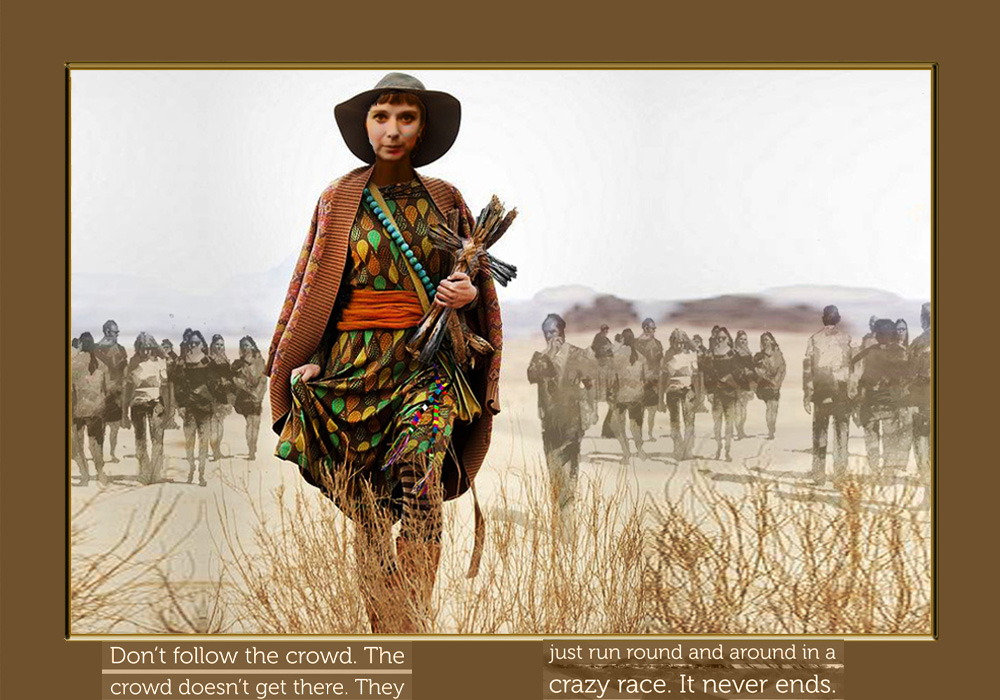 Don't follow the crowd. The
crowd doesn't get there. They
just run round and around in a
crazy race. It never ends.